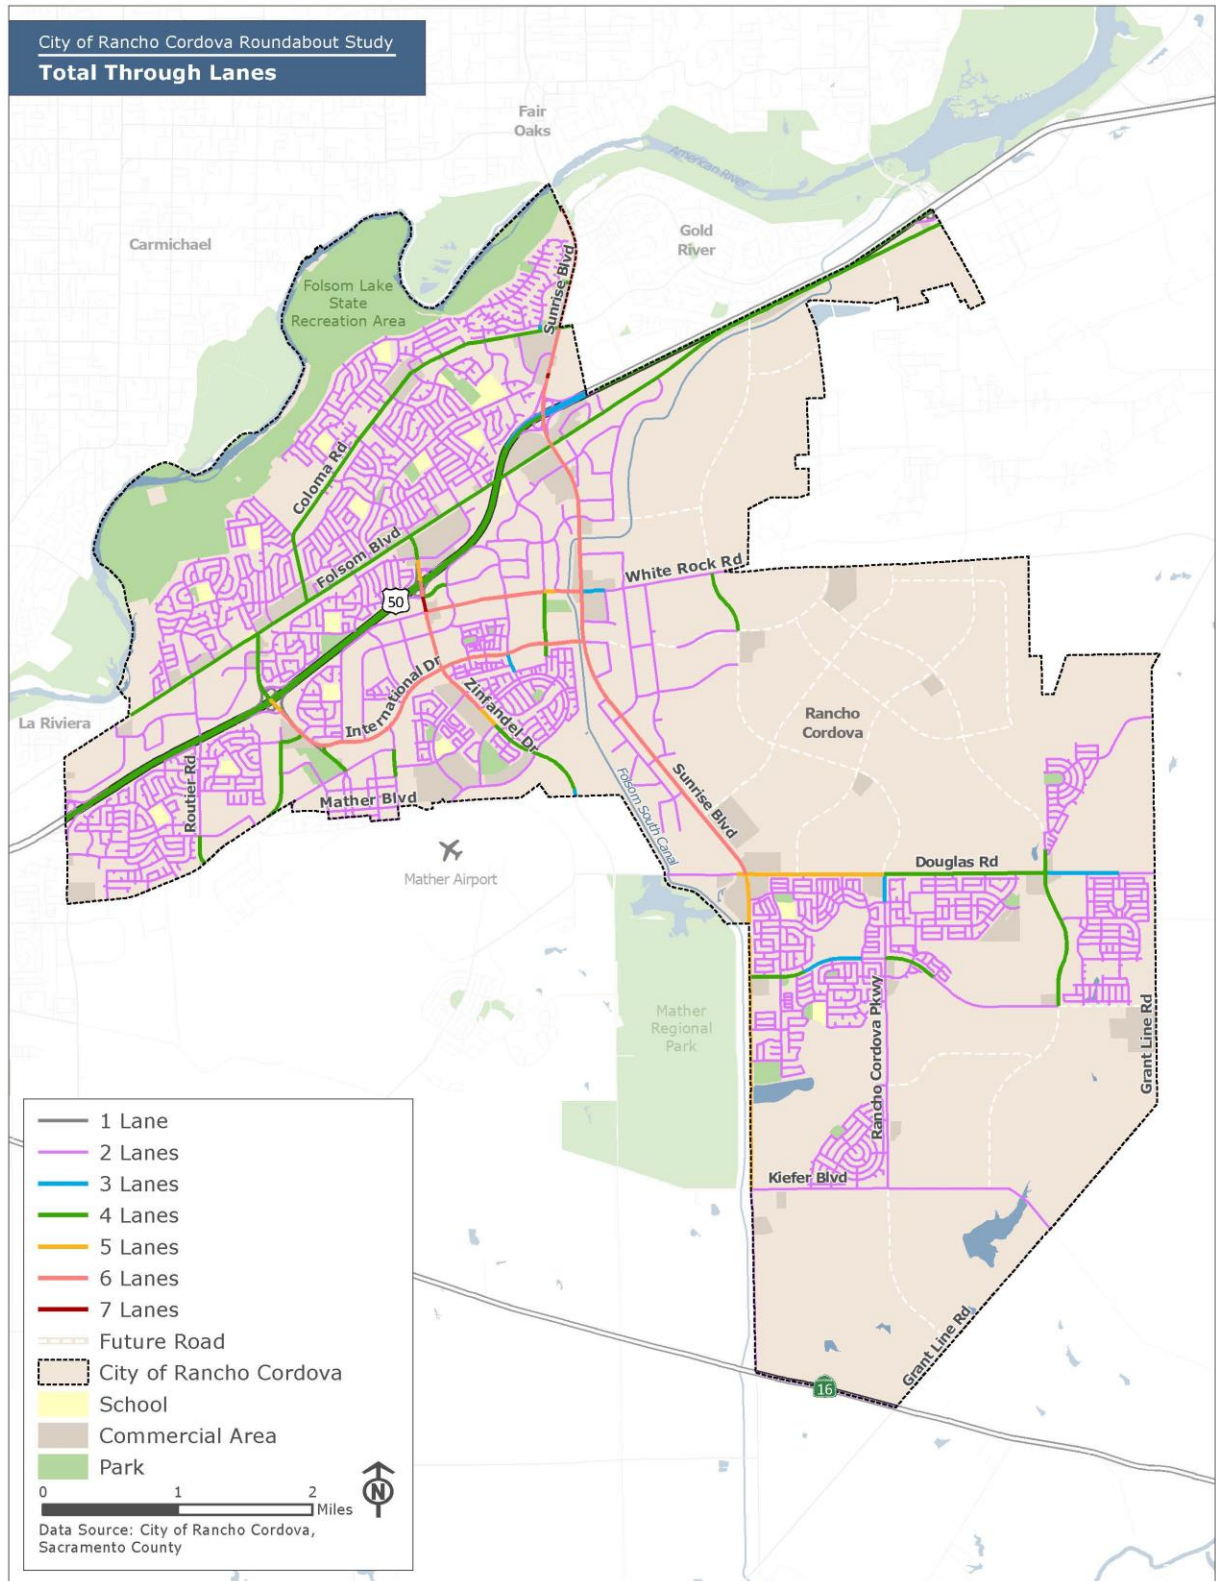 City of Rancho Cordova Roundabout Study
Total Through Lanes
Fair
Oaks
American River
Carmichael
Gold
River
Folsom Lake
State
Recreation Area
Sunrise Blvd
Coloma Rd
Folsom Blvd
White Rock Rd
50
La Riviera
International Dr
Zinfandel Dr
Rancho
Cordova
Routier Rd
Mather Blvd
Folsom South Canal
Sunrise Blvd
Mather Airport
Douglas Rd
Mather
Regional
Park
Rancho Cordova Pkwy
Grant Line Rd
Kiefer Blvd
Grant Line Rd
16
1 Lane
2 Lanes
3 Lanes
4 Lanes
5 Lanes
6 Lanes
7 Lanes
Future Road
City of Rancho Cordova
School
Commercial Area
Park
0 1 2
Miles
N
Data Source: City of Rancho Cordova,
Sacramento County